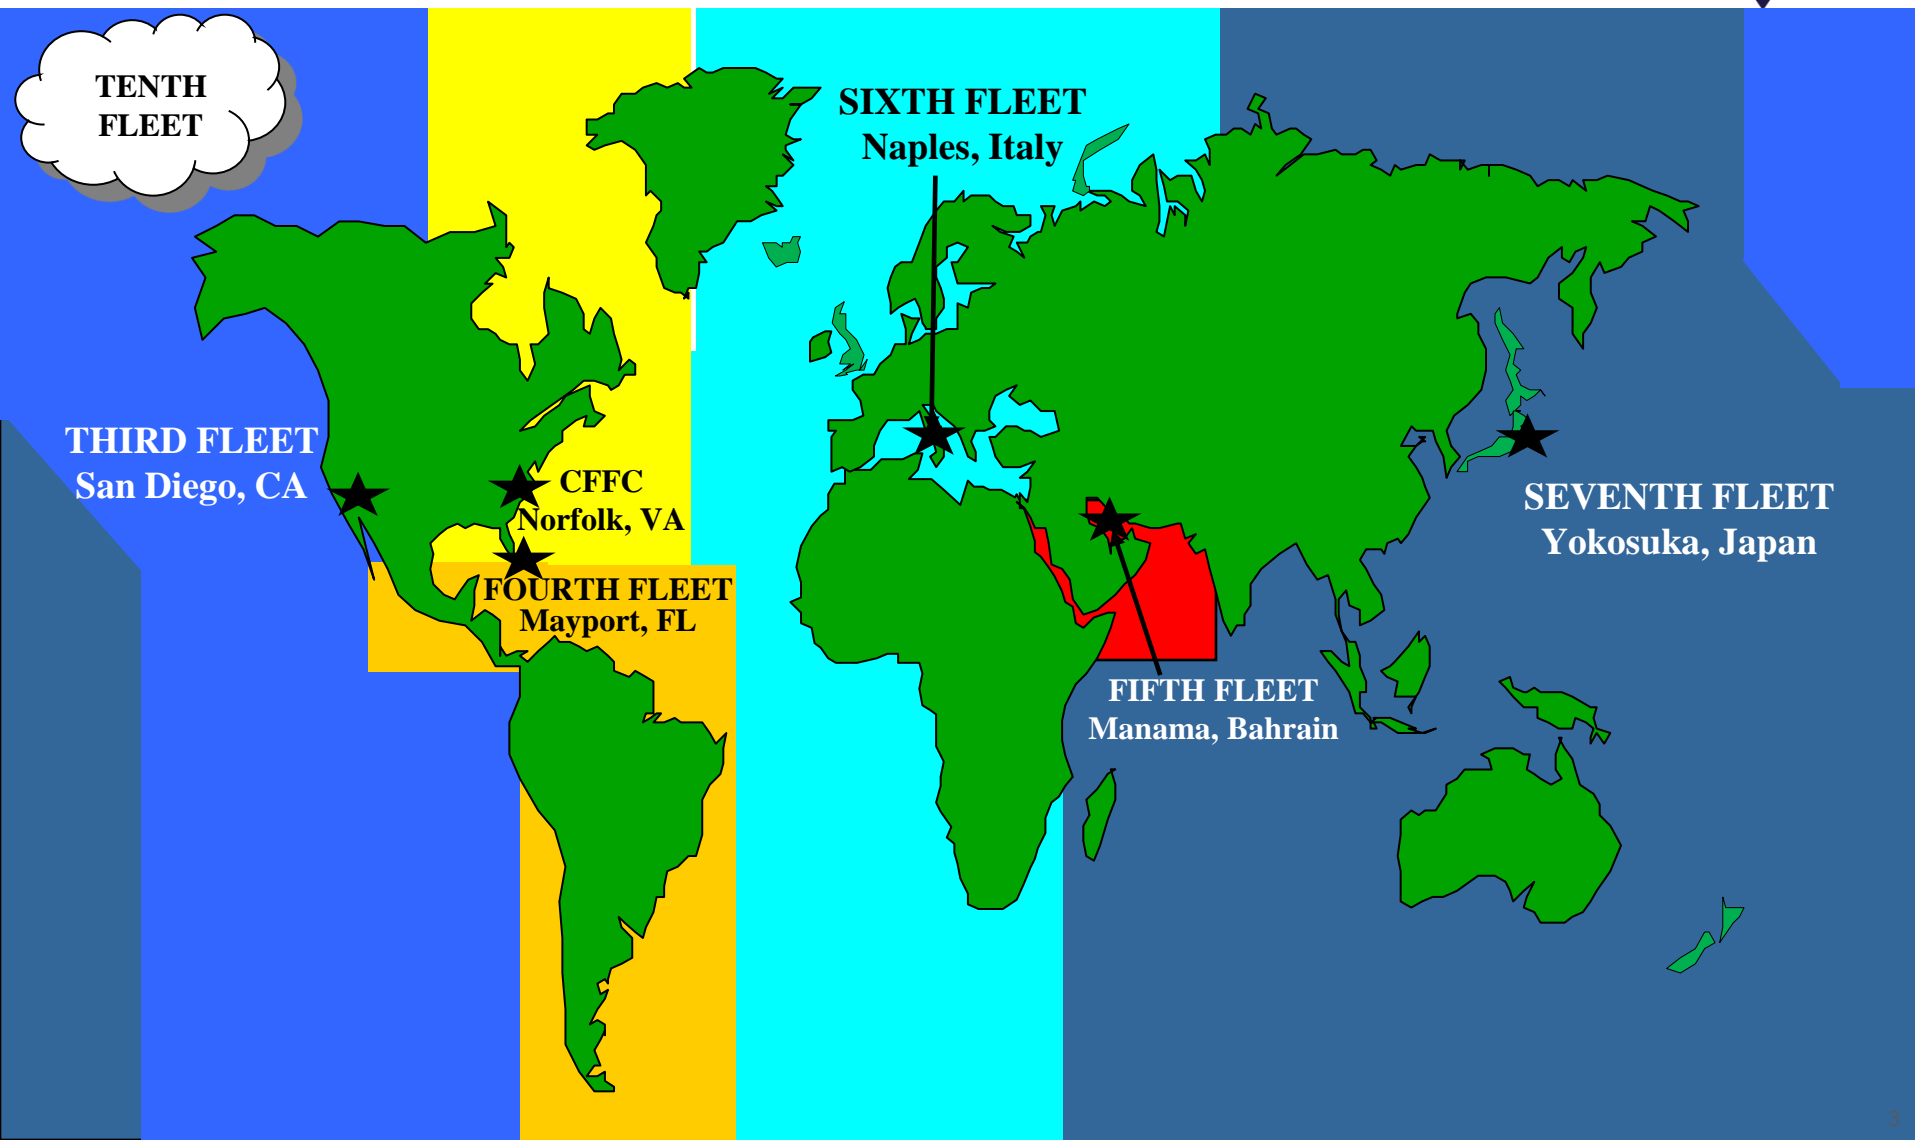 TENTH
FLEET
SIXTH FLEET
Naples, Italy
THIRD FLEET
San Diego, CA
CFFC
Norfolk, VA
FOURTH FLEET
Mayport, FL
SEVENTH FLEET
Yokosuka, Japan
FIFTH FLEET
Manama, Bahrain
3